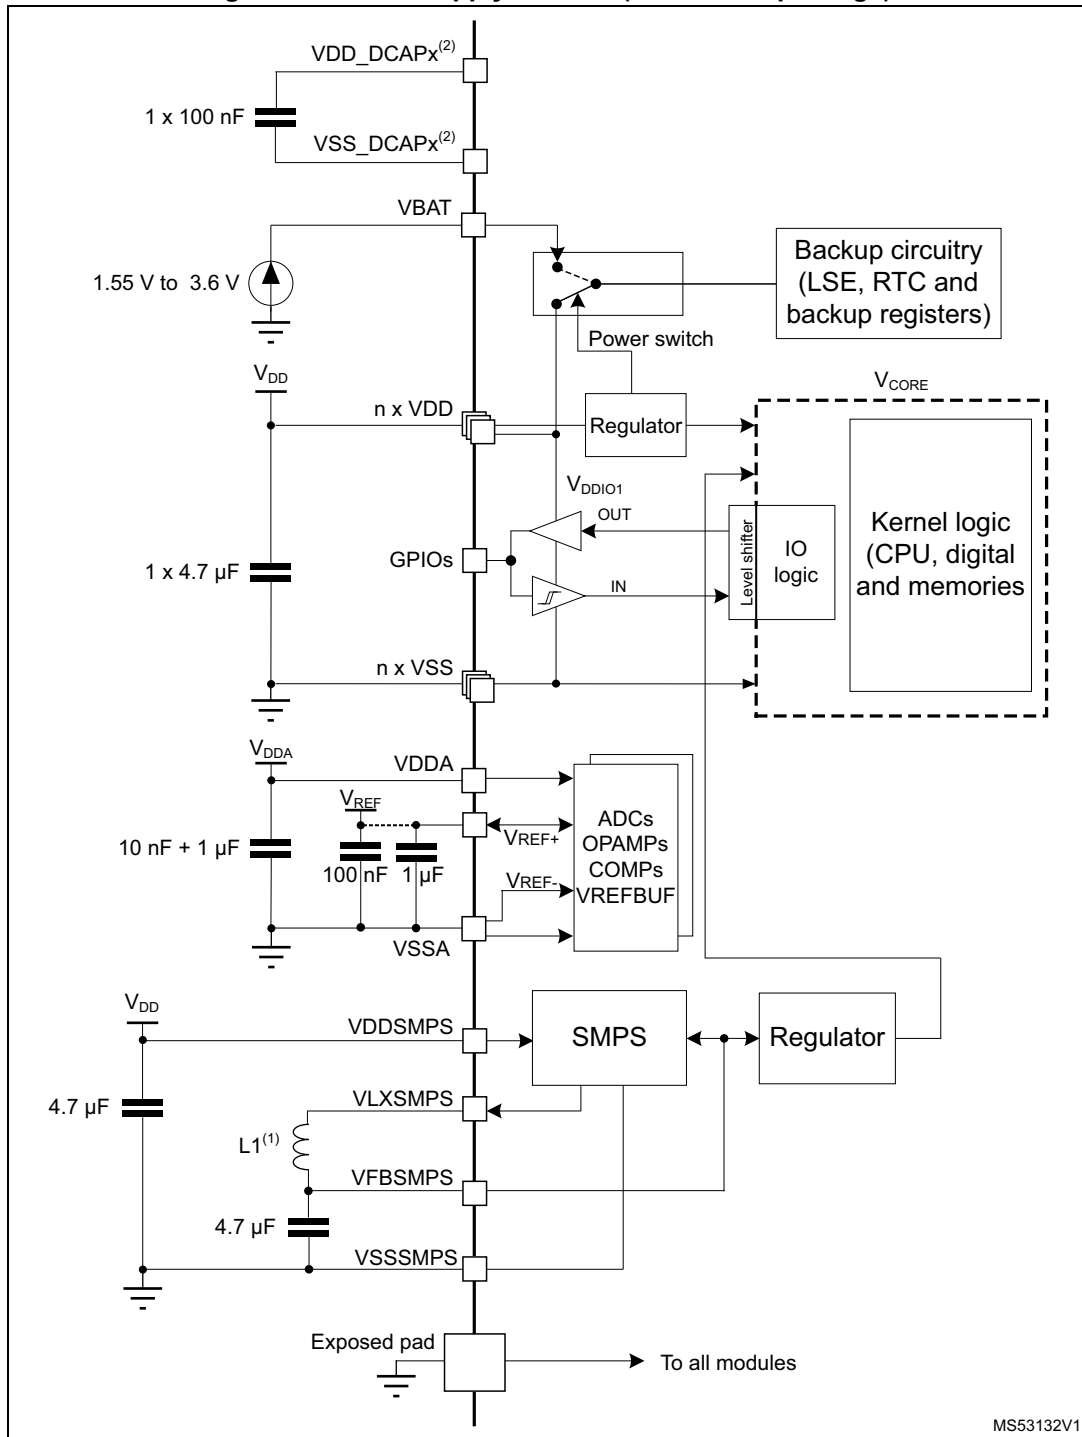 VDD_DCAPx(2)
1 x 100 nF
VSS_DCAPx(2)
VBAT
1.55 V to 3.6 V
Backup circuitry
(LSE, RTC and
backup registers)
Power switch
VDD
n x VDD
Regulator
VCORE
VDDIO1
OUT
GPIOs
IN
Level shifter
IO
logic
Kernel logic
(CPU, digital
and memories
1 x 4.7 µF
n x VSS
VDDA
VDDA
VREF
10 nF + 1 µF
100 nF
1 µF
VREF+
VREF-
ADCs
OPAMPs
COMPs
VREFBUF
VSSA
VDD
VDDSMPS
SMPS
Regulator
4.7 µF
VLXSMPS
L1(1)
VFBSMPS
4.7 µF
VSSSMPS
Exposed pad
To all modules
MS53132V1